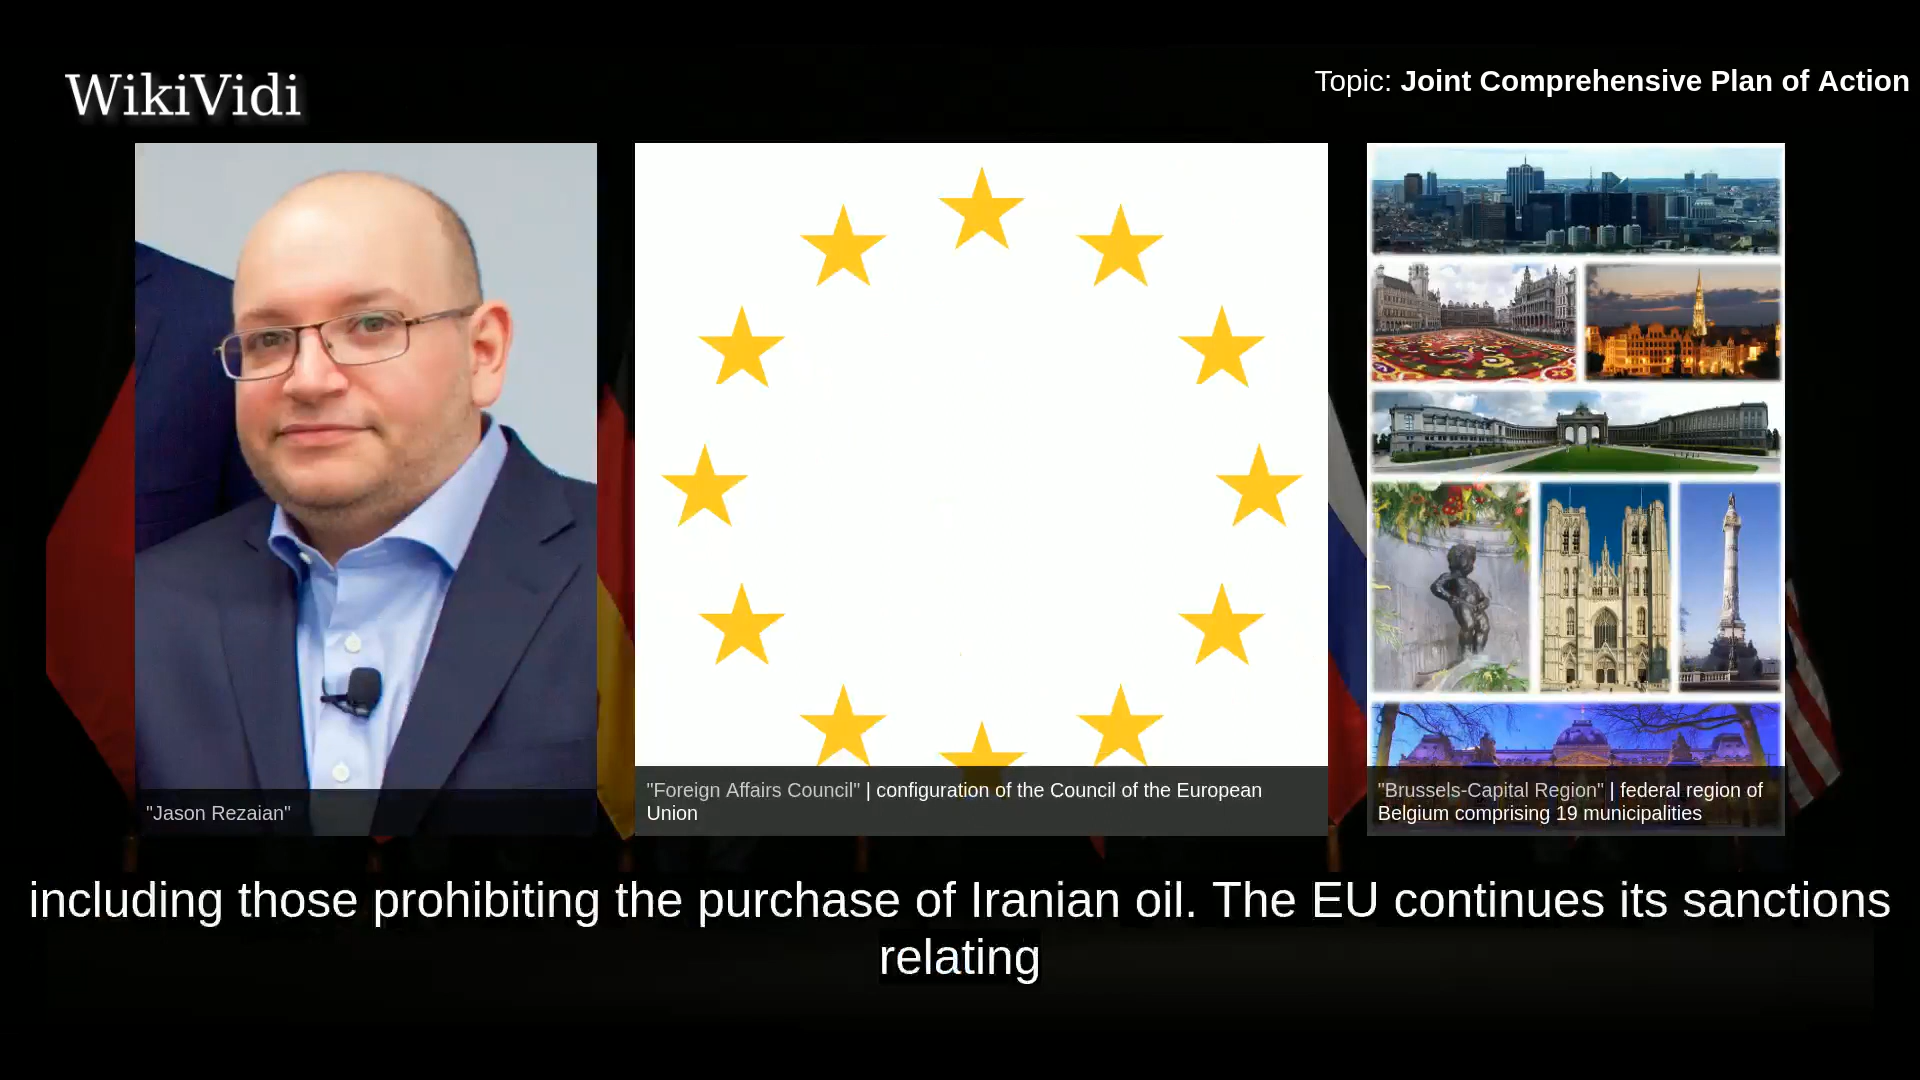 WikiVidi
Topic: Joint Comprehensive Plan of Action
"Jason Rezaian"
"Foreign Affairs Council" | configuration of the Council of the European
Union
"Brussels-Capital Region" | federal region of
Belgium comprising 19 municipalities
including those prohibiting the purchase of Iranian oil. The EU continues its sanctions
relating